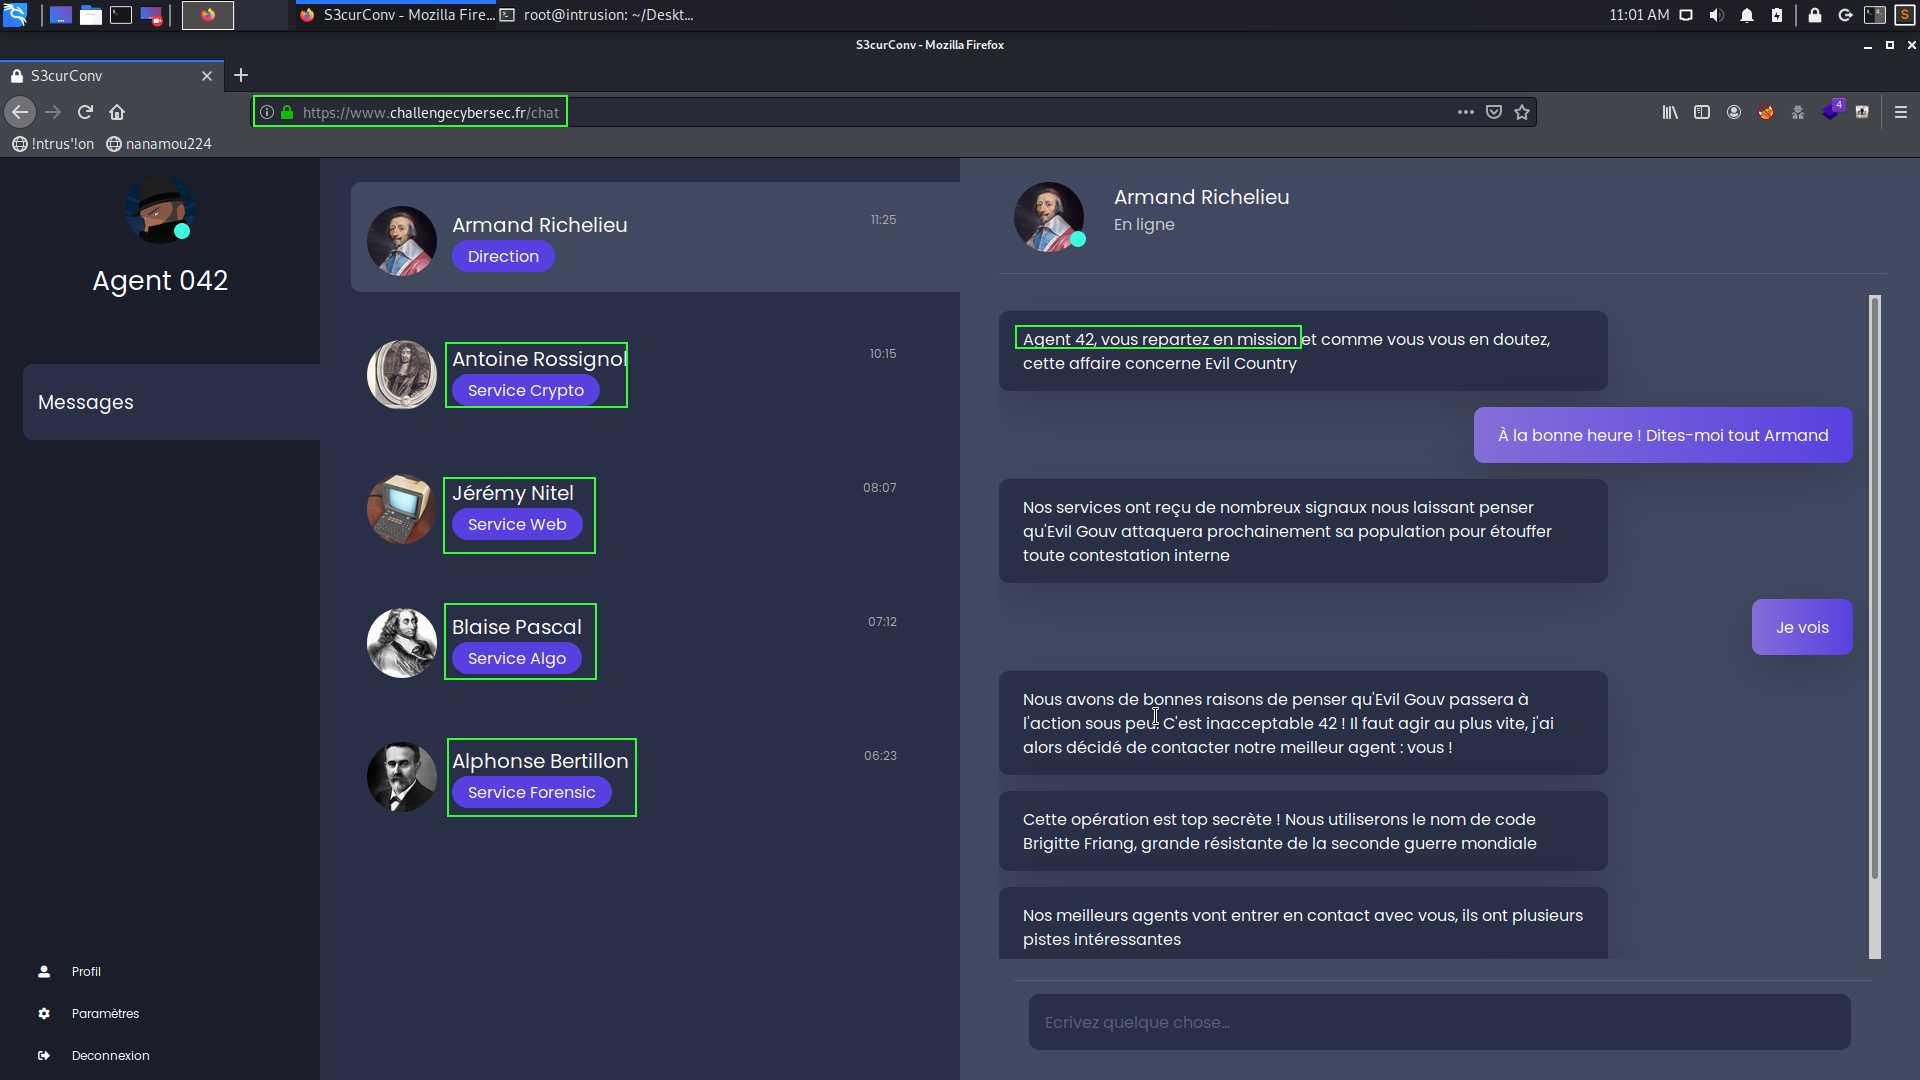 S3curConv - Mozilla Fire...
root@intrusion: ~/Deskt...
11:01 AM
S3curConv - Mozilla Firefox
S3curConv
https://www.challengecybersec.fr/chat
4
!ntrus'!on
nanamou224
Agent 042
Messages
Profil
Paramètres
Deconnexion
Armand Richelieu
11:25
Direction
Antoine Rossignol
10:15
Service Crypto
Jérémy Nitel
08:07
Service Web
Blaise Pascal
07:12
Service Algo
Alphonse Bertillon
06:23
Service Forensic
Armand Richelieu
En ligne
Agent 42, vous repartez en mission et comme vous vous en doutez,
cette affaire concerne Evil Country
À la bonne heure ! Dites-moi tout Armand
Nos services ont reçu de nombreux signaux nous laissant penser
qu'Evil Gouv attaquera prochainement sa population pour étouffer
toute contestation interne
Je vois
Nous avons de bonnes raisons de penser qu'Evil Gouv passera à
l'action sous peu. C'est inacceptable 42 ! Il faut agir au plus vite, j'ai
alors décidé de contacter notre meilleur agent : vous !
Cette opération est top secrète ! Nous utiliserons le nom de code
Brigitte Friang, grande résistante de la seconde guerre mondiale
Nos meilleurs agents vont entrer en contact avec vous, ils ont plusieurs
pistes intéressantes
Ecrivez quelque chose...